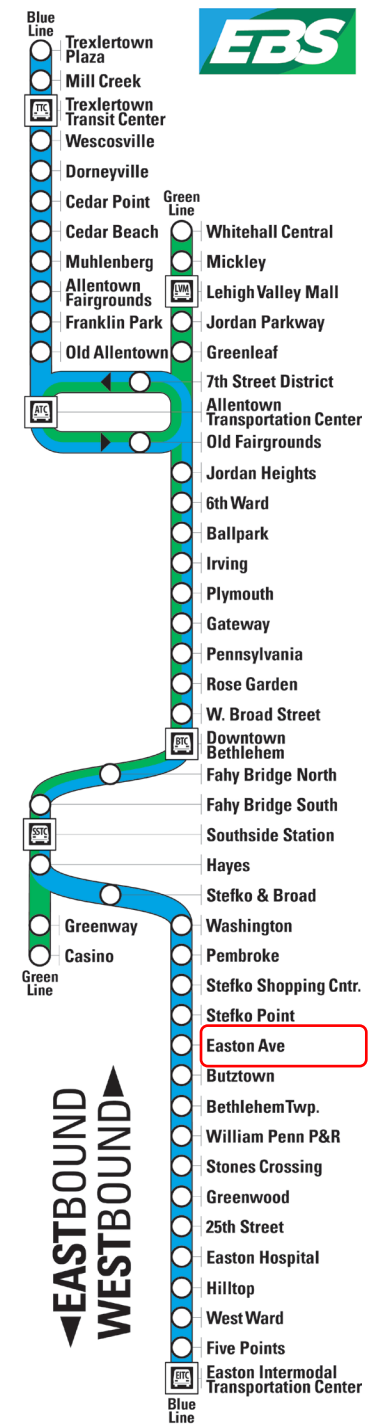 EBS
Blue
Line
Trexlertown
Plaza
Mill Creek
TTC
Trexlertown
Transit Center
Wescosville
Dorneyville
Cedar Point
Cedar Beach
Muhlenberg
Allentown
Fairgrounds
Franklin Park
Old Allentown
Green
Line
Whitehall Central
Mickley
LVM
Lehigh Valley Mall
Jordan Parkway
Greenleaf
7th Street District
ATC
Allentown
Transportation Center
Old Fairgrounds
Jordan Heights
6th Ward
Ballpark
Irving
Plymouth
Gateway
Pennsylvania
Rose Garden
W. Broad Street
BTC
Downtown
Bethlehem
Fahy Bridge North
Fahy Bridge South
SSTC
Southside Station
Hayes
Stefko & Broad
Greenway
Casino
Green
Line
Washington
Pembroke
Stefko Shopping Cntr.
Stefko Point
Easton Ave
Butztown
Bethlehem Twp.
William Penn P&R
Stones Crossing
Greenwood
25th Street
Easton Hospital
Hilltop
West Ward
Five Points
EITC
Easton Intermodal
Transportation Center
Blue
Line
EASTBOUND
WESTBOUND